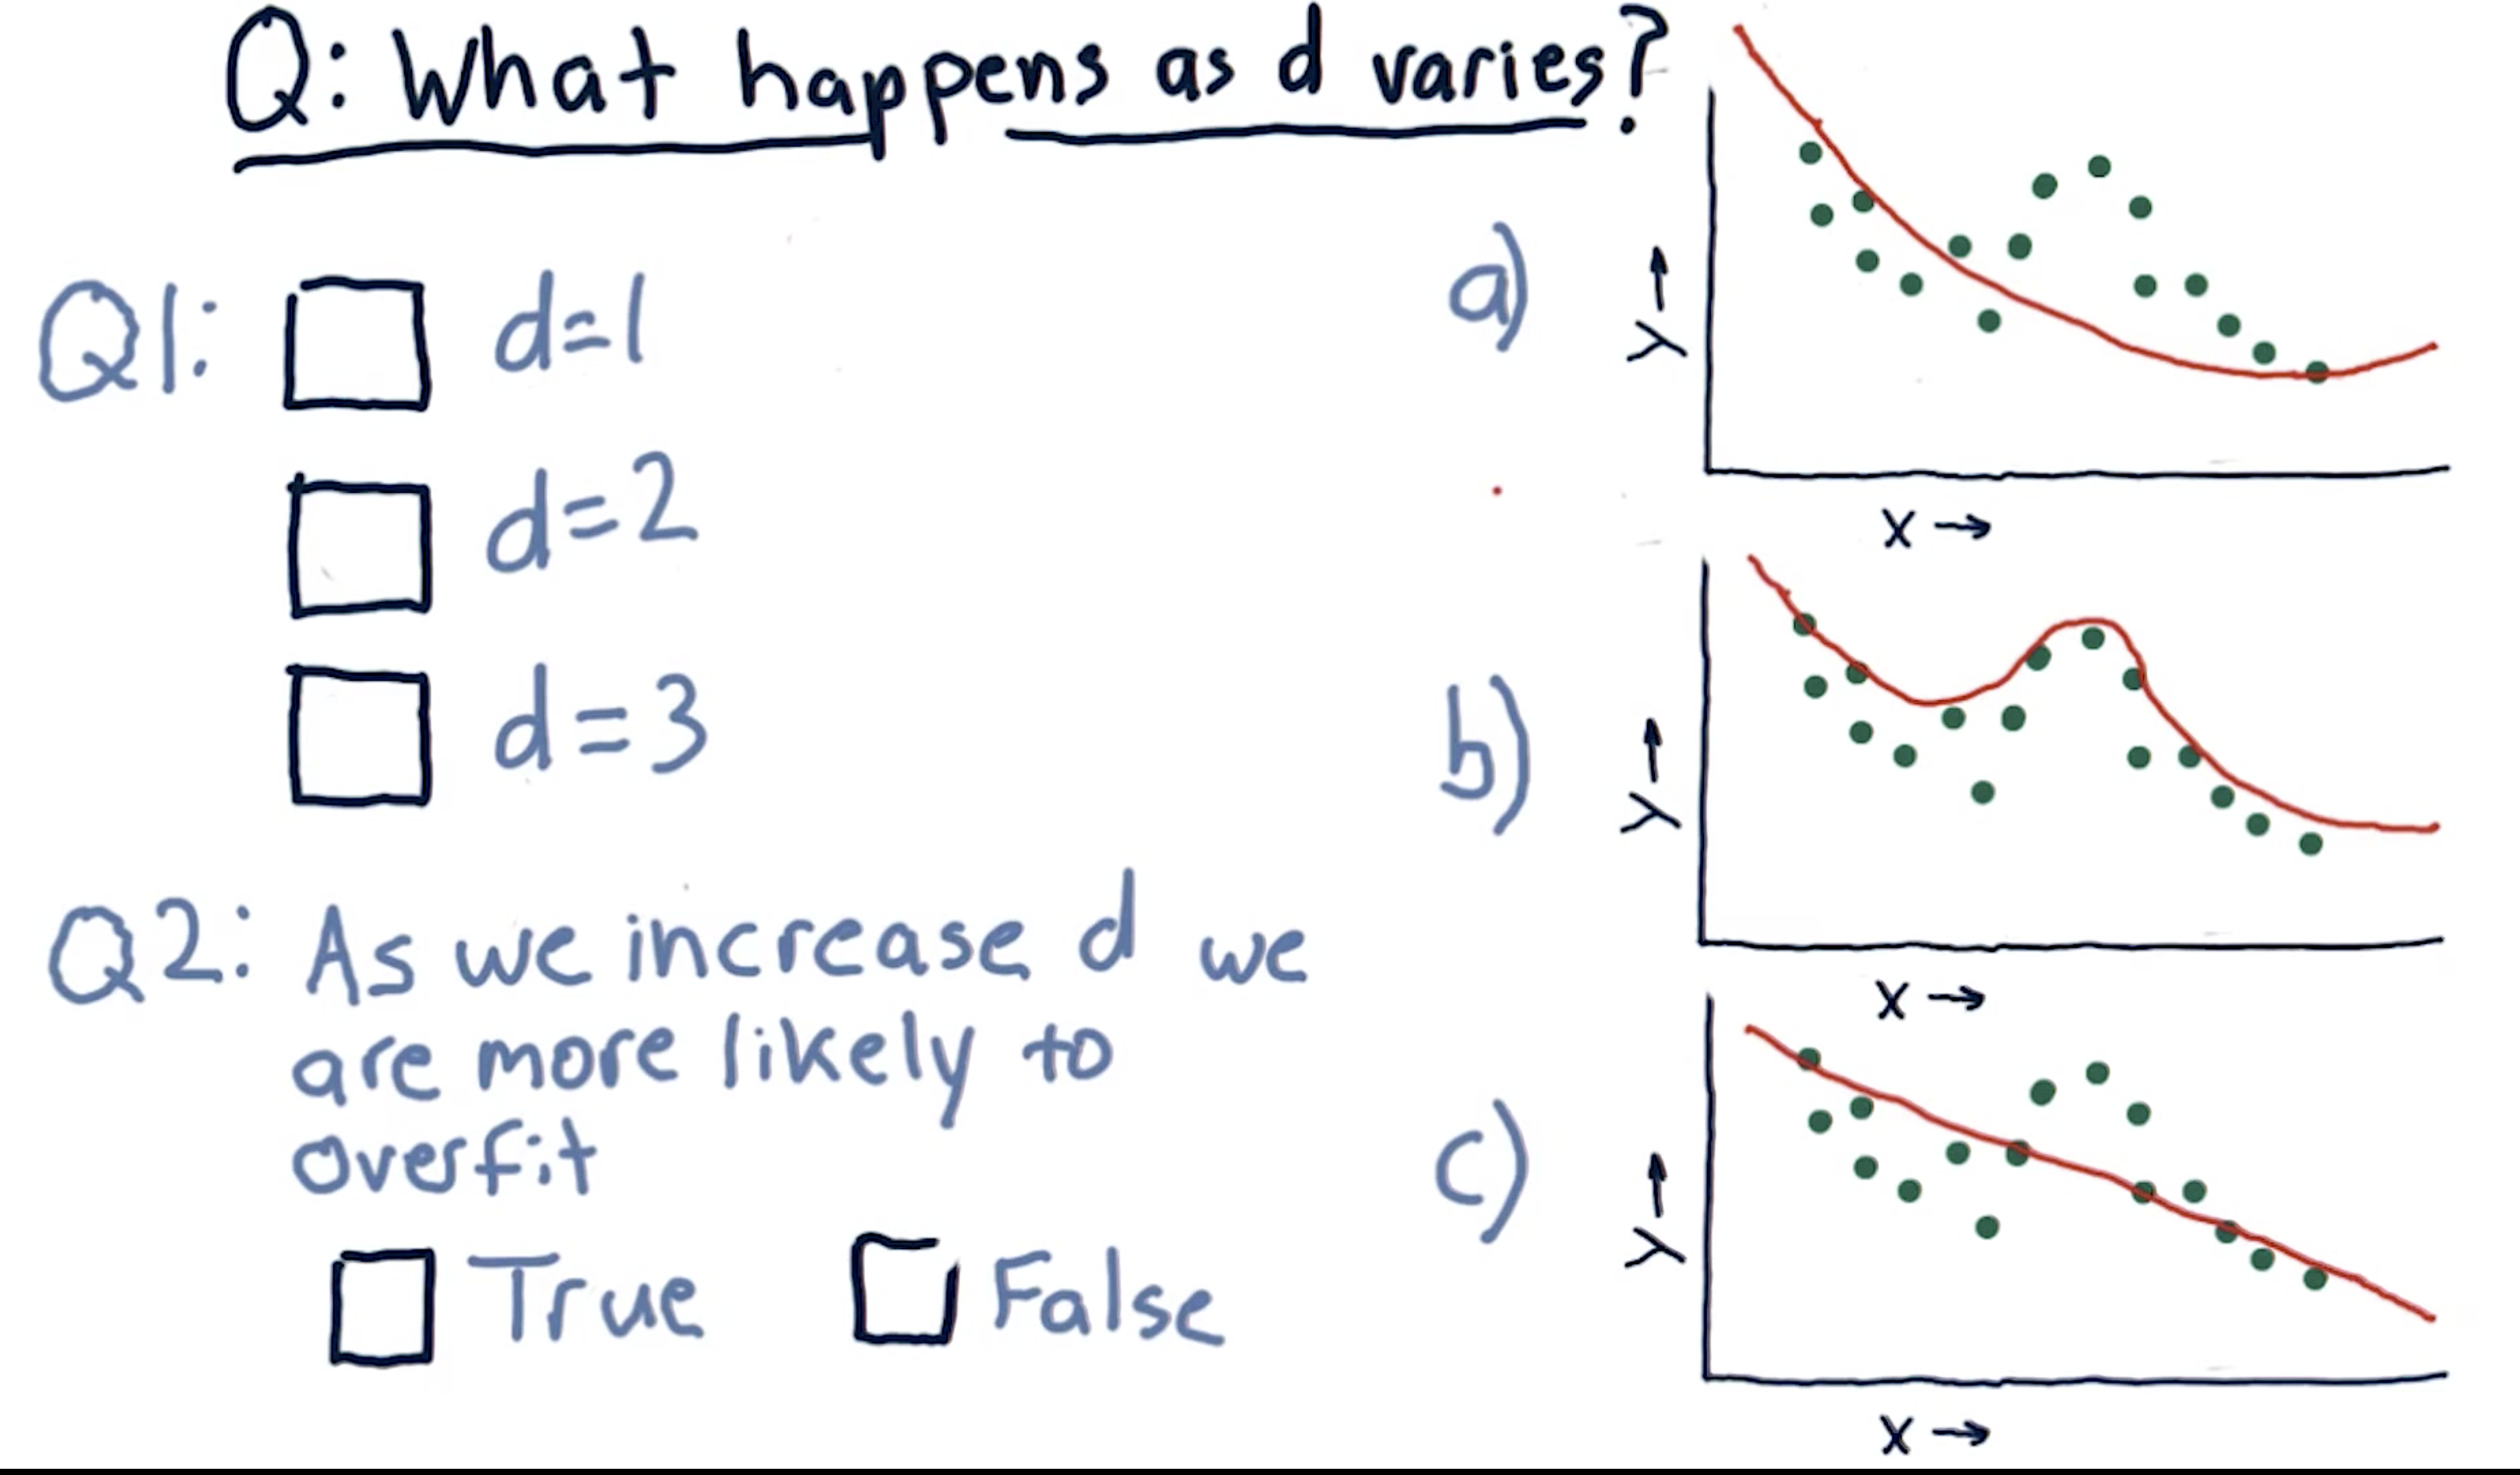 Q: What happens as d varies?
Q1: d=1
d=2
d=3
Q2: As we increase d we
are more likely to
overfit
True False
a)
y →
x →
b)
y →
x →
c)
y →
x →